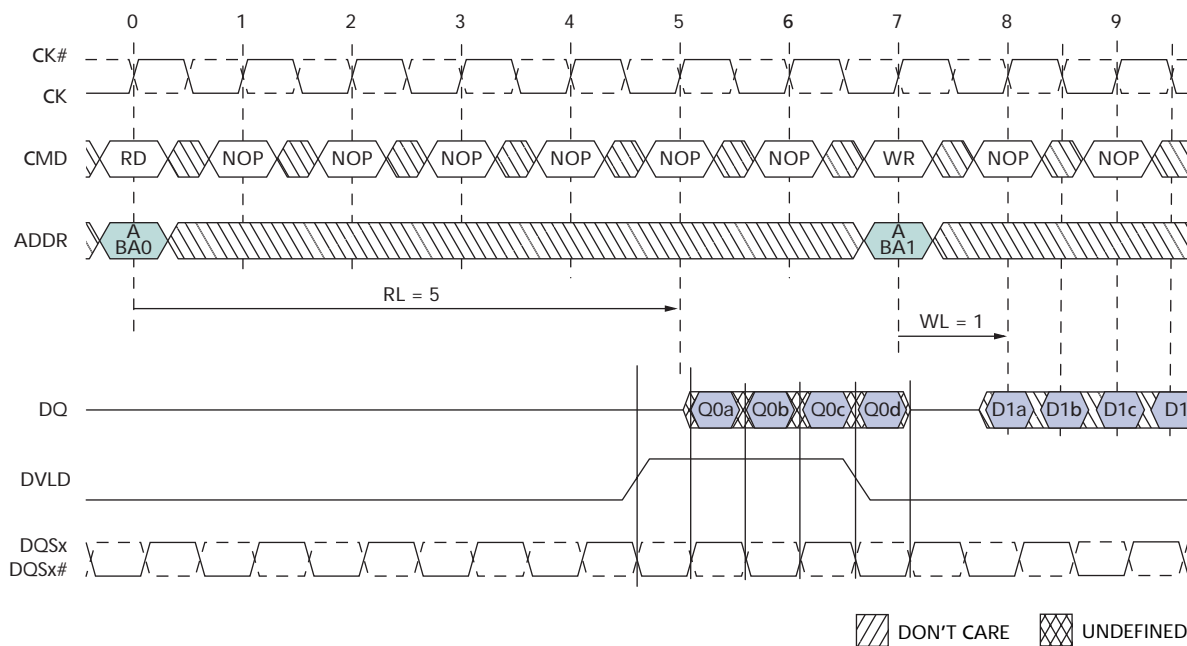 0 1 2 3 4 5 6 7 8 9
CK#
CK
CMD RD NOP NOP NOP NOP NOP NOP WR NOP NOP
ADDR A BA0 A BA1
RL = 5
WL = 1
DQ Q0a Q0b Q0c Q0d D1a D1b D1c D1
DVLD
DQSx
DQSx#
DON'T CARE UNDEFINED